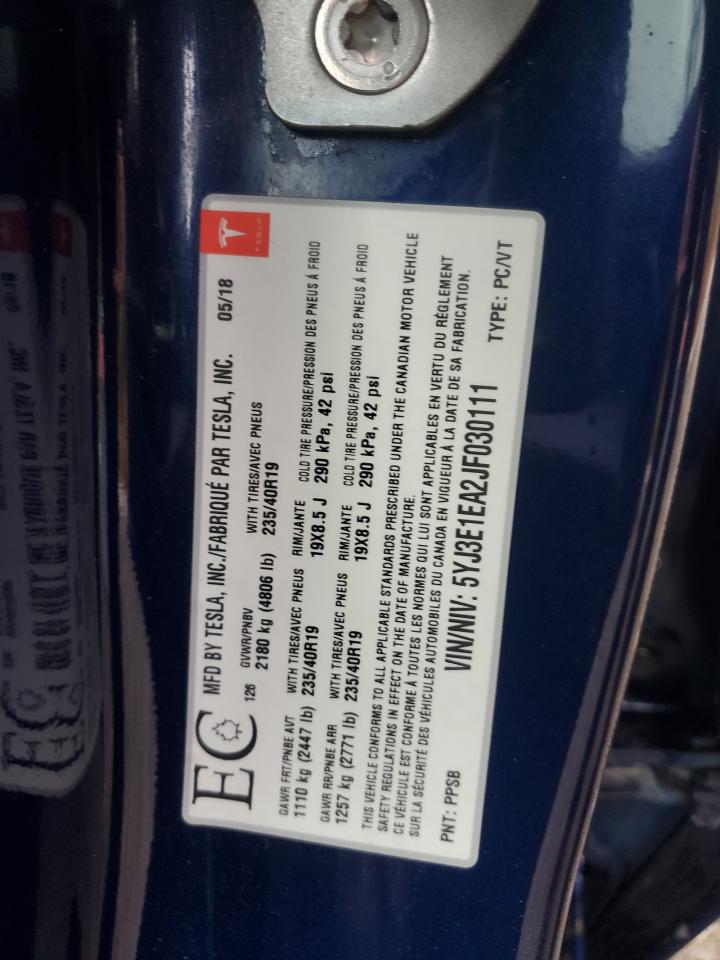 TESLA
EC
126
MFD BY TESLA, INC./FABRIQUÉ PAR TESLA, INC. 05/18
GVWR/PNBV WITH TIRES/AVEC PNEUS
2180 kg (4806 lb) 235/40R19
GAWR FRT/PNBE AVT WITH TIRES/AVEC PNEUS RIM/JANTE COLD TIRE PRESSURE/PRESSION DES PNEUS À FROID
1110 kg (2447 lb) 235/40R19 19X8.5 J 290 kPa, 42 psi
GAWR RR/PNBE ARR WITH TIRES/AVEC PNEUS RIM/JANTE COLD TIRE PRESSURE/PRESSION DES PNEUS À FROID
1257 kg (2771 lb) 235/40R19 19X8.5 J 290 kPa, 42 psi
THIS VEHICLE CONFORMS TO ALL APPLICABLE STANDARDS PRESCRIBED UNDER THE CANADIAN MOTOR VEHICLE
SAFETY REGULATIONS IN EFFECT ON THE DATE OF MANUFACTURE.
CE VÉHICULE EST CONFORME À TOUTES LES NORMES QUI LUI SONT APPLICABLES EN VERTU DU RÈGLEMENT
SUR LA SÉCURITÉ DES VÉHICULES AUTOMOBILES DU CANADA EN VIGUEUR À LA DATE DE SA FABRICATION.
PNT: PPSB VIN/NIV: 5YJ3E1EA2JF030111 TYPE: PC/VT